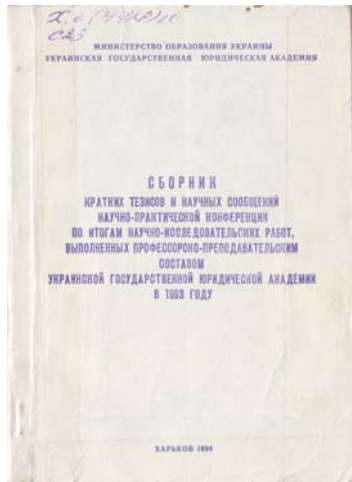 С23
МИНИСТЕРСТВО ОБРАЗОВАНИЯ УКРАИНЫ
УКРАИНСКАЯ ГОСУДАРСТВЕННАЯ ЮРИДИЧЕСКАЯ АКАДЕМИЯ
СБОРНИК
КРАТКИХ ТЕЗИСОВ И НАУЧНЫХ СООБЩЕНИЙ
НАУЧНО-ПРАКТИЧЕСКОЙ КОНФЕРЕНЦИИ
ПО ИТОГАМ НАУЧНО-ИССЛЕДОВАТЕЛЬСКИХ РАБОТ,
ВЫПОЛНЕННЫХ ПРОФЕССОРСКО-ПРЕПОДАВАТЕЛЬСКИМ
СОСТАВОМ
УКРАИНСКОЙ ГОСУДАРСТВЕННОЙ ЮРИДИЧЕСКОЙ АКАДЕМИИ
В 1993 ГОДУ
ХАРЬКОВ 1994